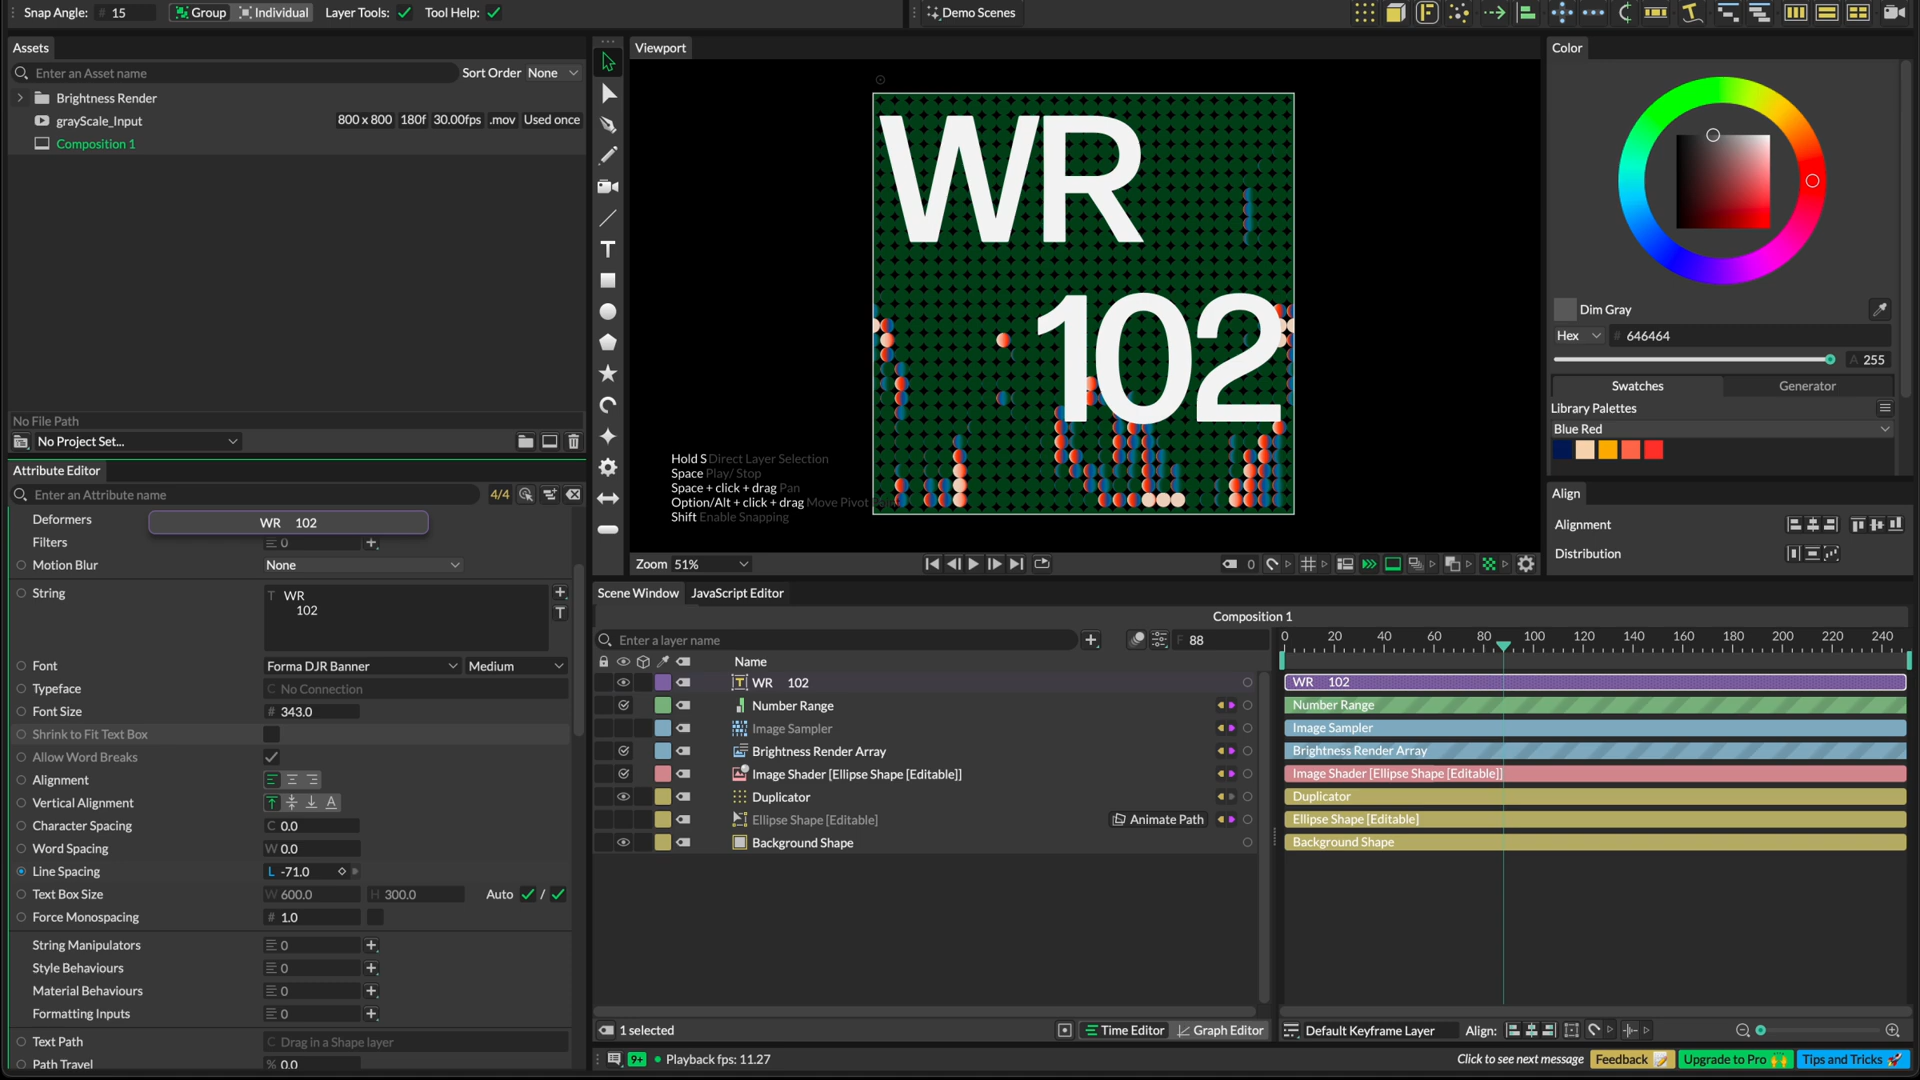 Snap Angle: # 15 Group Individual Layer Tools: Tool Help: Demo Scenes
Assets
Enter an Asset name Sort Order None
Brightness Render
grayScale_Input 800 x 800 180f 30.00fps .mov Used once
Composition 1
No File Path
No Project Set...
Attribute Editor
Enter an Attribute name 4/4
Deformers
WR 102
Filters 0
Motion Blur None
String T WR
102
Font Forma DJR Banner Medium
Typeface C No Connection
Font Size # 343.0
Shrink to Fit Text Box
Allow Word Breaks
Alignment
Vertical Alignment
Character Spacing C 0.0
Word Spacing W 0.0
Line Spacing L -71.0
Text Box Size W 600.0 H 300.0 Auto /
Force Monospacing # 1.0
String Manipulators 0
Style Behaviours 0
Material Behaviours 0
Formatting Inputs 0
Text Path C Drag in a Shape layer
Path Travel % 0.0
Viewport
WR
102
Hold S Direct Layer Selection
Space Play/ Stop
Space + click + drag Pan
Option/Alt + click + drag Move Pivot
Shift Enable Snapping
Zoom 51% 0
Color
Dim Gray
Hex # 646464
A 255
Swatches Generator
Library Palettes
Blue Red
Align
Alignment
Distribution
Scene Window JavaScript Editor
Composition 1
Enter a layer name F 88
0 20 40 60 80 100 120 140 160 180 200 220 240
Name
WR 102
Number Range
Image Sampler
Brightness Render Array
Image Shader [Ellipse Shape [Editable]]
Duplicator
Ellipse Shape [Editable] Animate Path
Background Shape
WR 102
Number Range
Image Sampler
Brightness Render Array
Image Shader [Ellipse Shape [Editable]]
Duplicator
Ellipse Shape [Editable]
Background Shape
1 selected Time Editor Graph Editor Default Keyframe Layer Align:
9+ Playback fps: 11.27 Click to see next message Feedback Upgrade to Pro Tips and Tricks